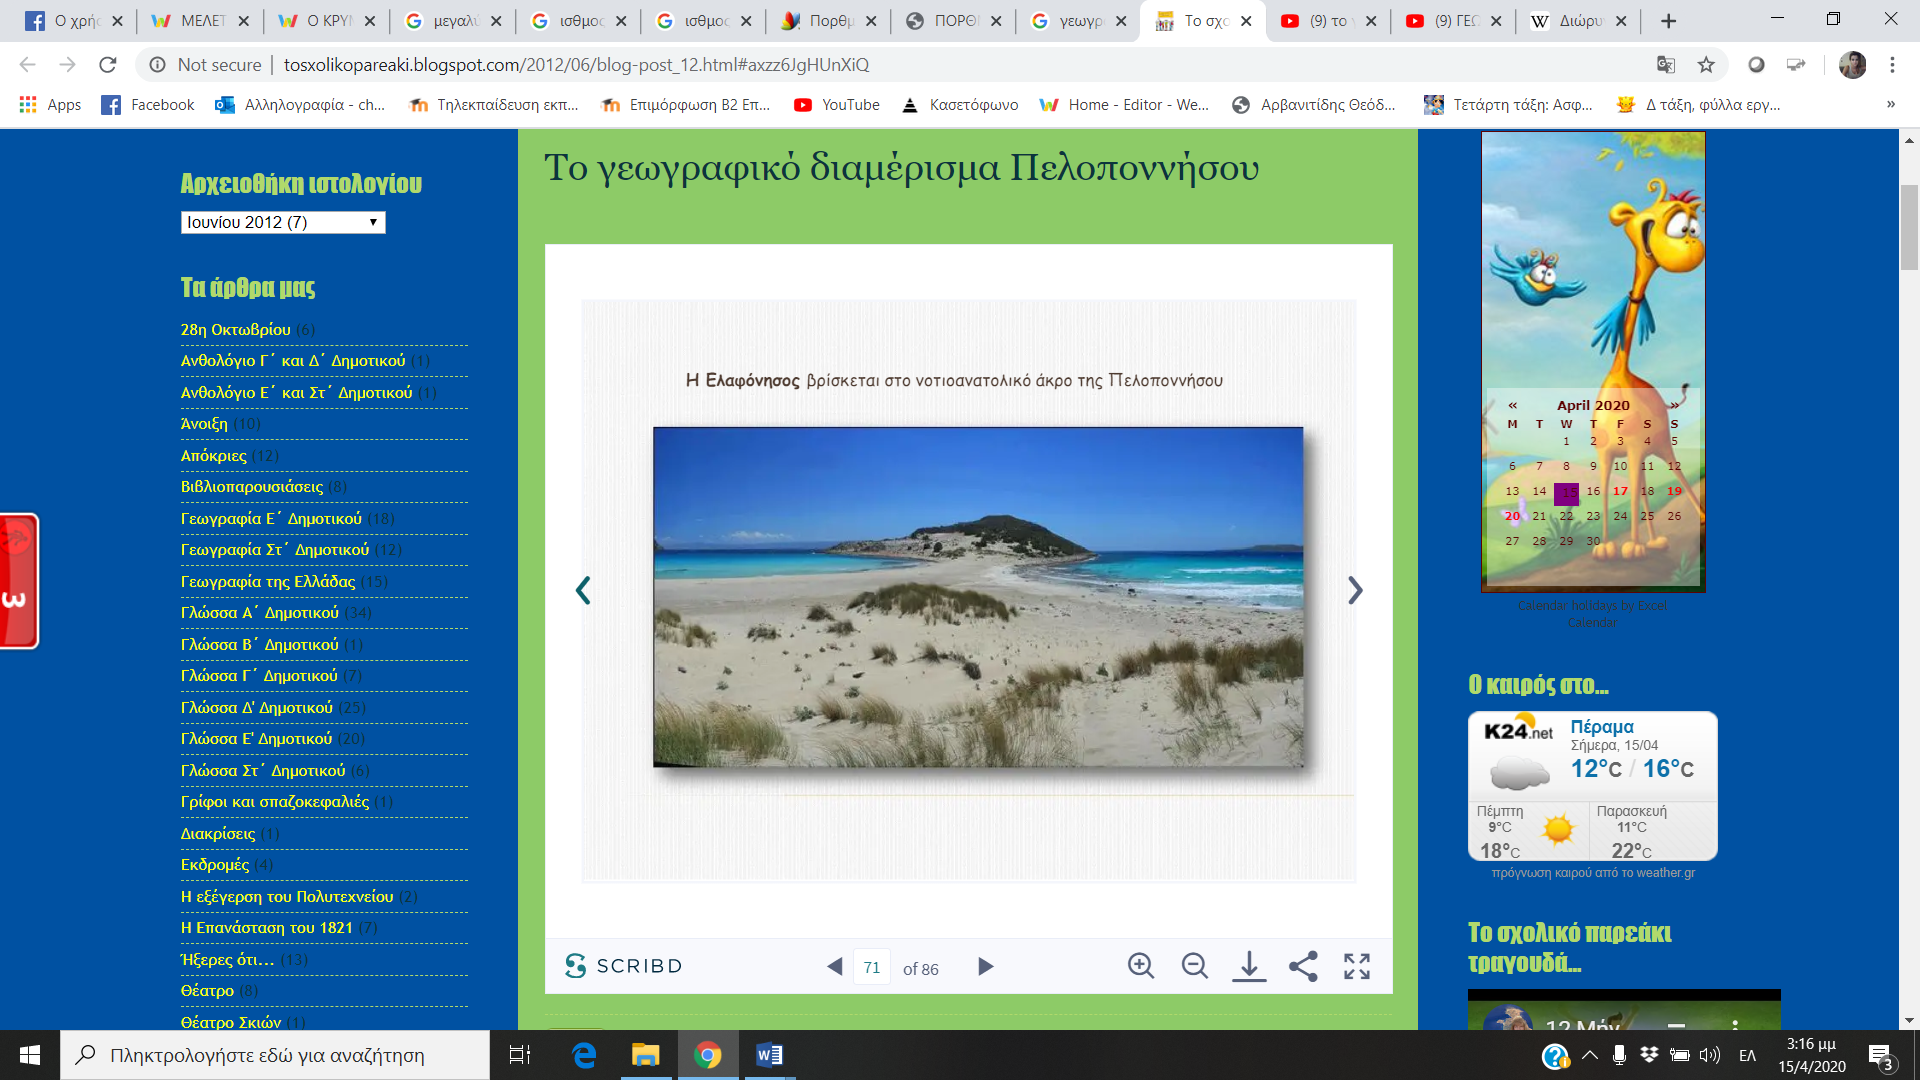 Ο χρήσ
ΜΕΛΕΤ
Ο ΚΡΥΜ
μεγαλύ
ισθμος
ισθμος
Πορθμ
ΠΟΡΘΜ
γεωγρα
Το σχο
(9) το
(9) ΓΕΩ
Διώρυγ
Not secure | tosxolikopareaki.blogspot.com/2012/06/blog-post_12.html#axzz6JgHUnXiQ
Apps
Facebook
Αλληλογραφία - ch...
Τηλεκπαίδευση εκπ...
Επιμόρφωση Β2 Επ...
YouTube
Κασετόφωνο
Home - Editor - We...
Αρβανιτίδης Θεόδ...
Τετάρτη τάξη: Ασφ...
Δ τάξη, φύλλα εργ...
»
Αρχειοθήκη ιστολογίου
Ιουνίου 2012 (7)
Τα άρθρα μας
28η Οκτωβρίου (6)
Ανθολόγιο Γ΄ και Δ΄ Δημοτικού (1)
Ανθολόγιο Ε΄ και Στ΄ Δημοτικού (1)
Άνοιξη (10)
Απόκριες (12)
Βιβλιοπαρουσιάσεις (8)
Γεωγραφία Ε΄ Δημοτικού (18)
Γεωγραφία Στ΄ Δημοτικού (12)
Γεωγραφία της Ελλάδας (15)
Γλώσσα Α΄ Δημοτικού (34)
Γλώσσα Β΄ Δημοτικού (1)
Γλώσσα Γ΄ Δημοτικού (7)
Γλώσσα Δ' Δημοτικού (25)
Γλώσσα Ε' Δημοτικού (20)
Γλώσσα Στ΄ Δημοτικού (6)
Γρίφοι και σπαζοκεφαλιές (1)
Διακρίσεις (1)
Εκδρομές (4)
Η εξέγερση του Πολυτεχνείου (2)
Η Επανάσταση του 1821 (7)
Ήξερες ότι... (13)
Θέατρο (8)
Θέατρο Σκιών (1)
3
Το γεωγραφικό διαμέρισμα Πελοποννήσου
Η Ελαφόνησος βρίσκεται στο νοτιοανατολικό άκρο της Πελοποννήσου
SCRIBD
71 of 86
« April 2020 »
M T W T F S S
1 2 3 4 5
6 7 8 9 10 11 12
13 14 15 16 17 18 19
20 21 22 23 24 25 26
27 28 29 30
Calendar holidays by Excel
Calendar
Ο καιρός στο...
K24.net
Πέραμα
Σήμερα, 15/04
12°C / 16°C
Πέμπτη
9°C
18°C
Παρασκευή
11°C
22°C
πρόγνωση καιρού από το weather.gr
Το σχολικό παρεάκι
τραγουδά...
12 Μήν
Πληκτρολογήστε εδώ για αναζήτηση
ΕΛ
3:16 μμ
15/4/2020
3